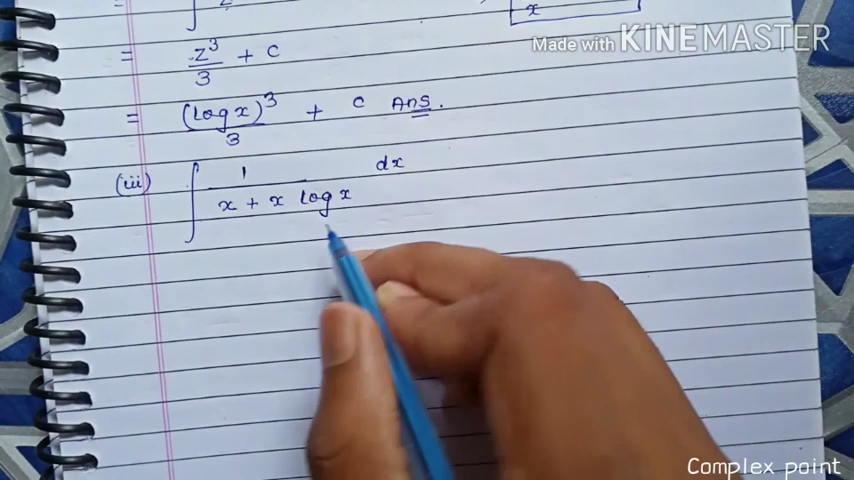 x
Made with KINEMASTER
= z³/3 + c
= (log x)³/3 + c Ans.
(iii) ∫ 1/(x + x log x) dx
Complex point